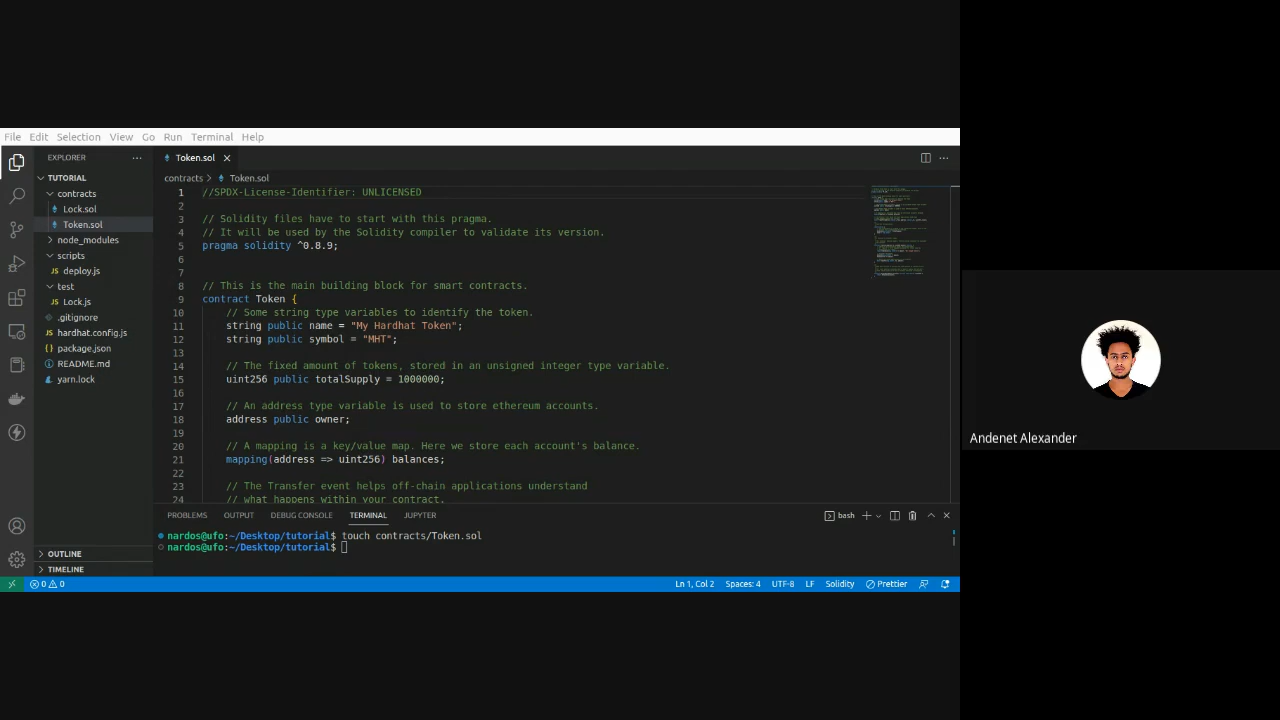 File Edit Selection View Go Run Terminal Help
EXPLORER
TUTORIAL
contracts
Lock.sol
Token.sol
node_modules
scripts
deploy.js
test
Lock.js
.gitignore
hardhat.config.js
package.json
README.md
yarn.lock
OUTLINE
TIMELINE
Token.sol
contracts > Token.sol
1 //SPDX-License-Identifier: UNLICENSED
2
3 // Solidity files have to start with this pragma.
4 // It will be used by the Solidity compiler to validate its version.
5 pragma solidity ^0.8.9;
6
7
8 // This is the main building block for smart contracts.
9 contract Token {
10 // Some string type variables to identify the token.
11 string public name = "My Hardhat Token";
12 string public symbol = "MHT";
13
14 // The fixed amount of tokens, stored in an unsigned integer type variable.
15 uint256 public totalSupply = 1000000;
16
17 // An address type variable is used to store ethereum accounts.
18 address public owner;
19
20 // A mapping is a key/value map. Here we store each account's balance.
21 mapping(address => uint256) balances;
22
23 // The Transfer event helps off-chain applications understand
24 // what happens within your contract.
PROBLEMS OUTPUT DEBUG CONSOLE TERMINAL JUPYTER
bash
nardos@ufo:~/Desktop/tutorial$ touch contracts/Token.sol
nardos@ufo:~/Desktop/tutorial$
0 0 Ln 1, Col 2 Spaces: 4 UTF-8 LF Solidity Prettier
Andenet Alexander